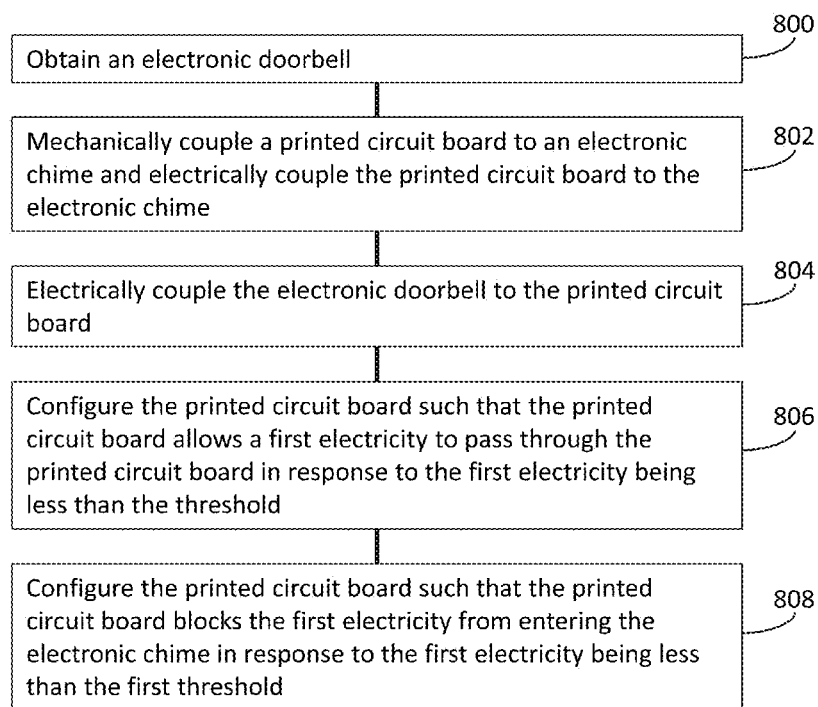 800
Obtain an electronic doorbell
802
Mechanically couple a printed circuit board to an electronic
chime and electrically couple the printed circuit board to the
electronic chime
804
Electrically couple the electronic doorbell to the printed circuit
board
806
Configure the printed circuit board such that the printed
circuit board allows a first electricity to pass through the
printed circuit board in response to the first electricity being
less than the threshold
808
Configure the printed circuit board such that the printed
circuit board blocks the first electricity from entering the
electronic chime in response to the first electricity being less
than the first threshold